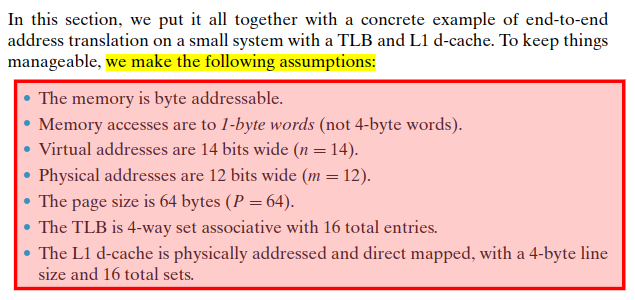 In this section, we put it all together with a concrete example of end-to-end
address translation on a small system with a TLB and L1 d-cache. To keep things
manageable, we make the following assumptions:
• The memory is byte addressable.
• Memory accesses are to 1-byte words (not 4-byte words).
• Virtual addresses are 14 bits wide (n = 14).
• Physical addresses are 12 bits wide (m = 12).
• The page size is 64 bytes (P = 64).
• The TLB is 4-way set associative with 16 total entries.
• The L1 d-cache is physically addressed and direct mapped, with a 4-byte line
size and 16 total sets.